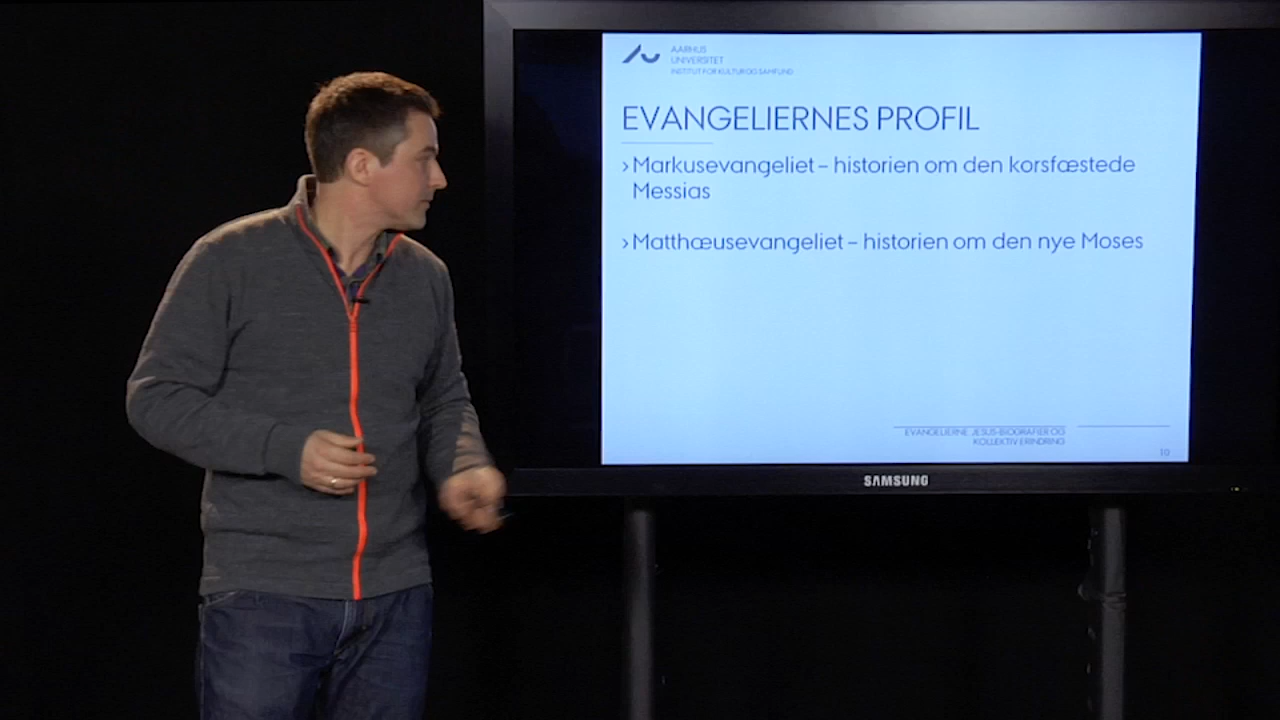 AARHUS
UNIVERSITET
INSTITUT FOR KULTUR OG SAMFUND
EVANGELIERNES PROFIL
› Markusevangeliet – historien om den korsfæstede
Messias
› Matthæusevangeliet – historien om den nye Moses
EVANGELIERNE JESUS-BIOGRAFIER OG
KOLLEKTIV ERINDRING
10
SAMSUNG